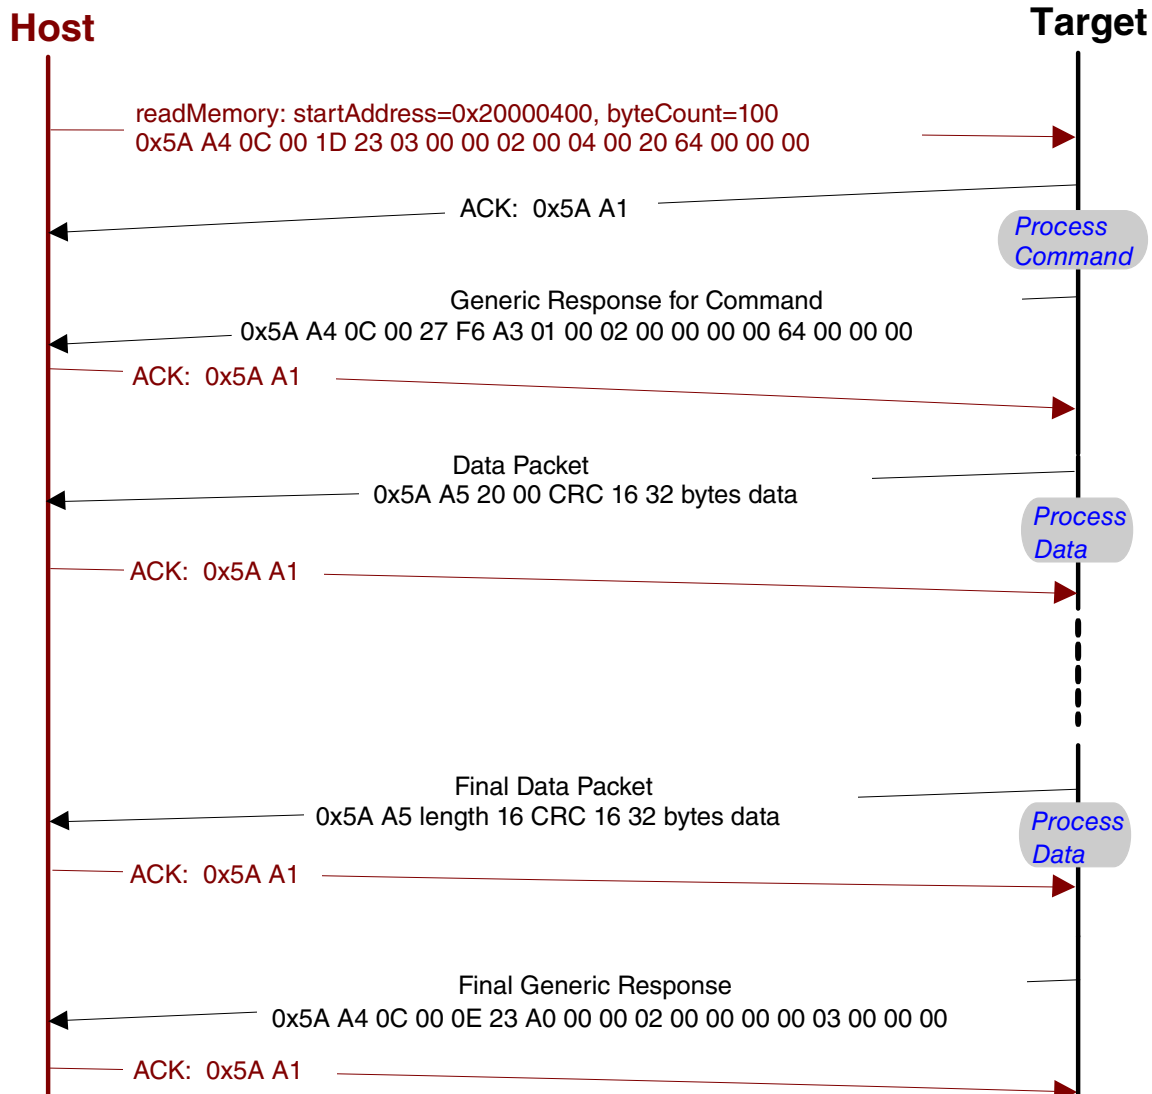 Host
Target
readMemory: startAddress=0x20000400, byteCount=100
0x5A A4 0C 00 1D 23 03 00 00 02 00 04 00 20 64 00 00 00
ACK: 0x5A A1
Process
Command
Generic Response for Command
0x5A A4 0C 00 27 F6 A3 01 00 02 00 00 00 00 64 00 00 00
ACK: 0x5A A1
Data Packet
0x5A A5 20 00 CRC 16 32 bytes data
Process
Data
ACK: 0x5A A1
Final Data Packet
0x5A A5 length 16 CRC 16 32 bytes data
Process
Data
ACK: 0x5A A1
Final Generic Response
0x5A A4 0C 00 0E 23 A0 00 00 02 00 00 00 00 03 00 00 00
ACK: 0x5A A1